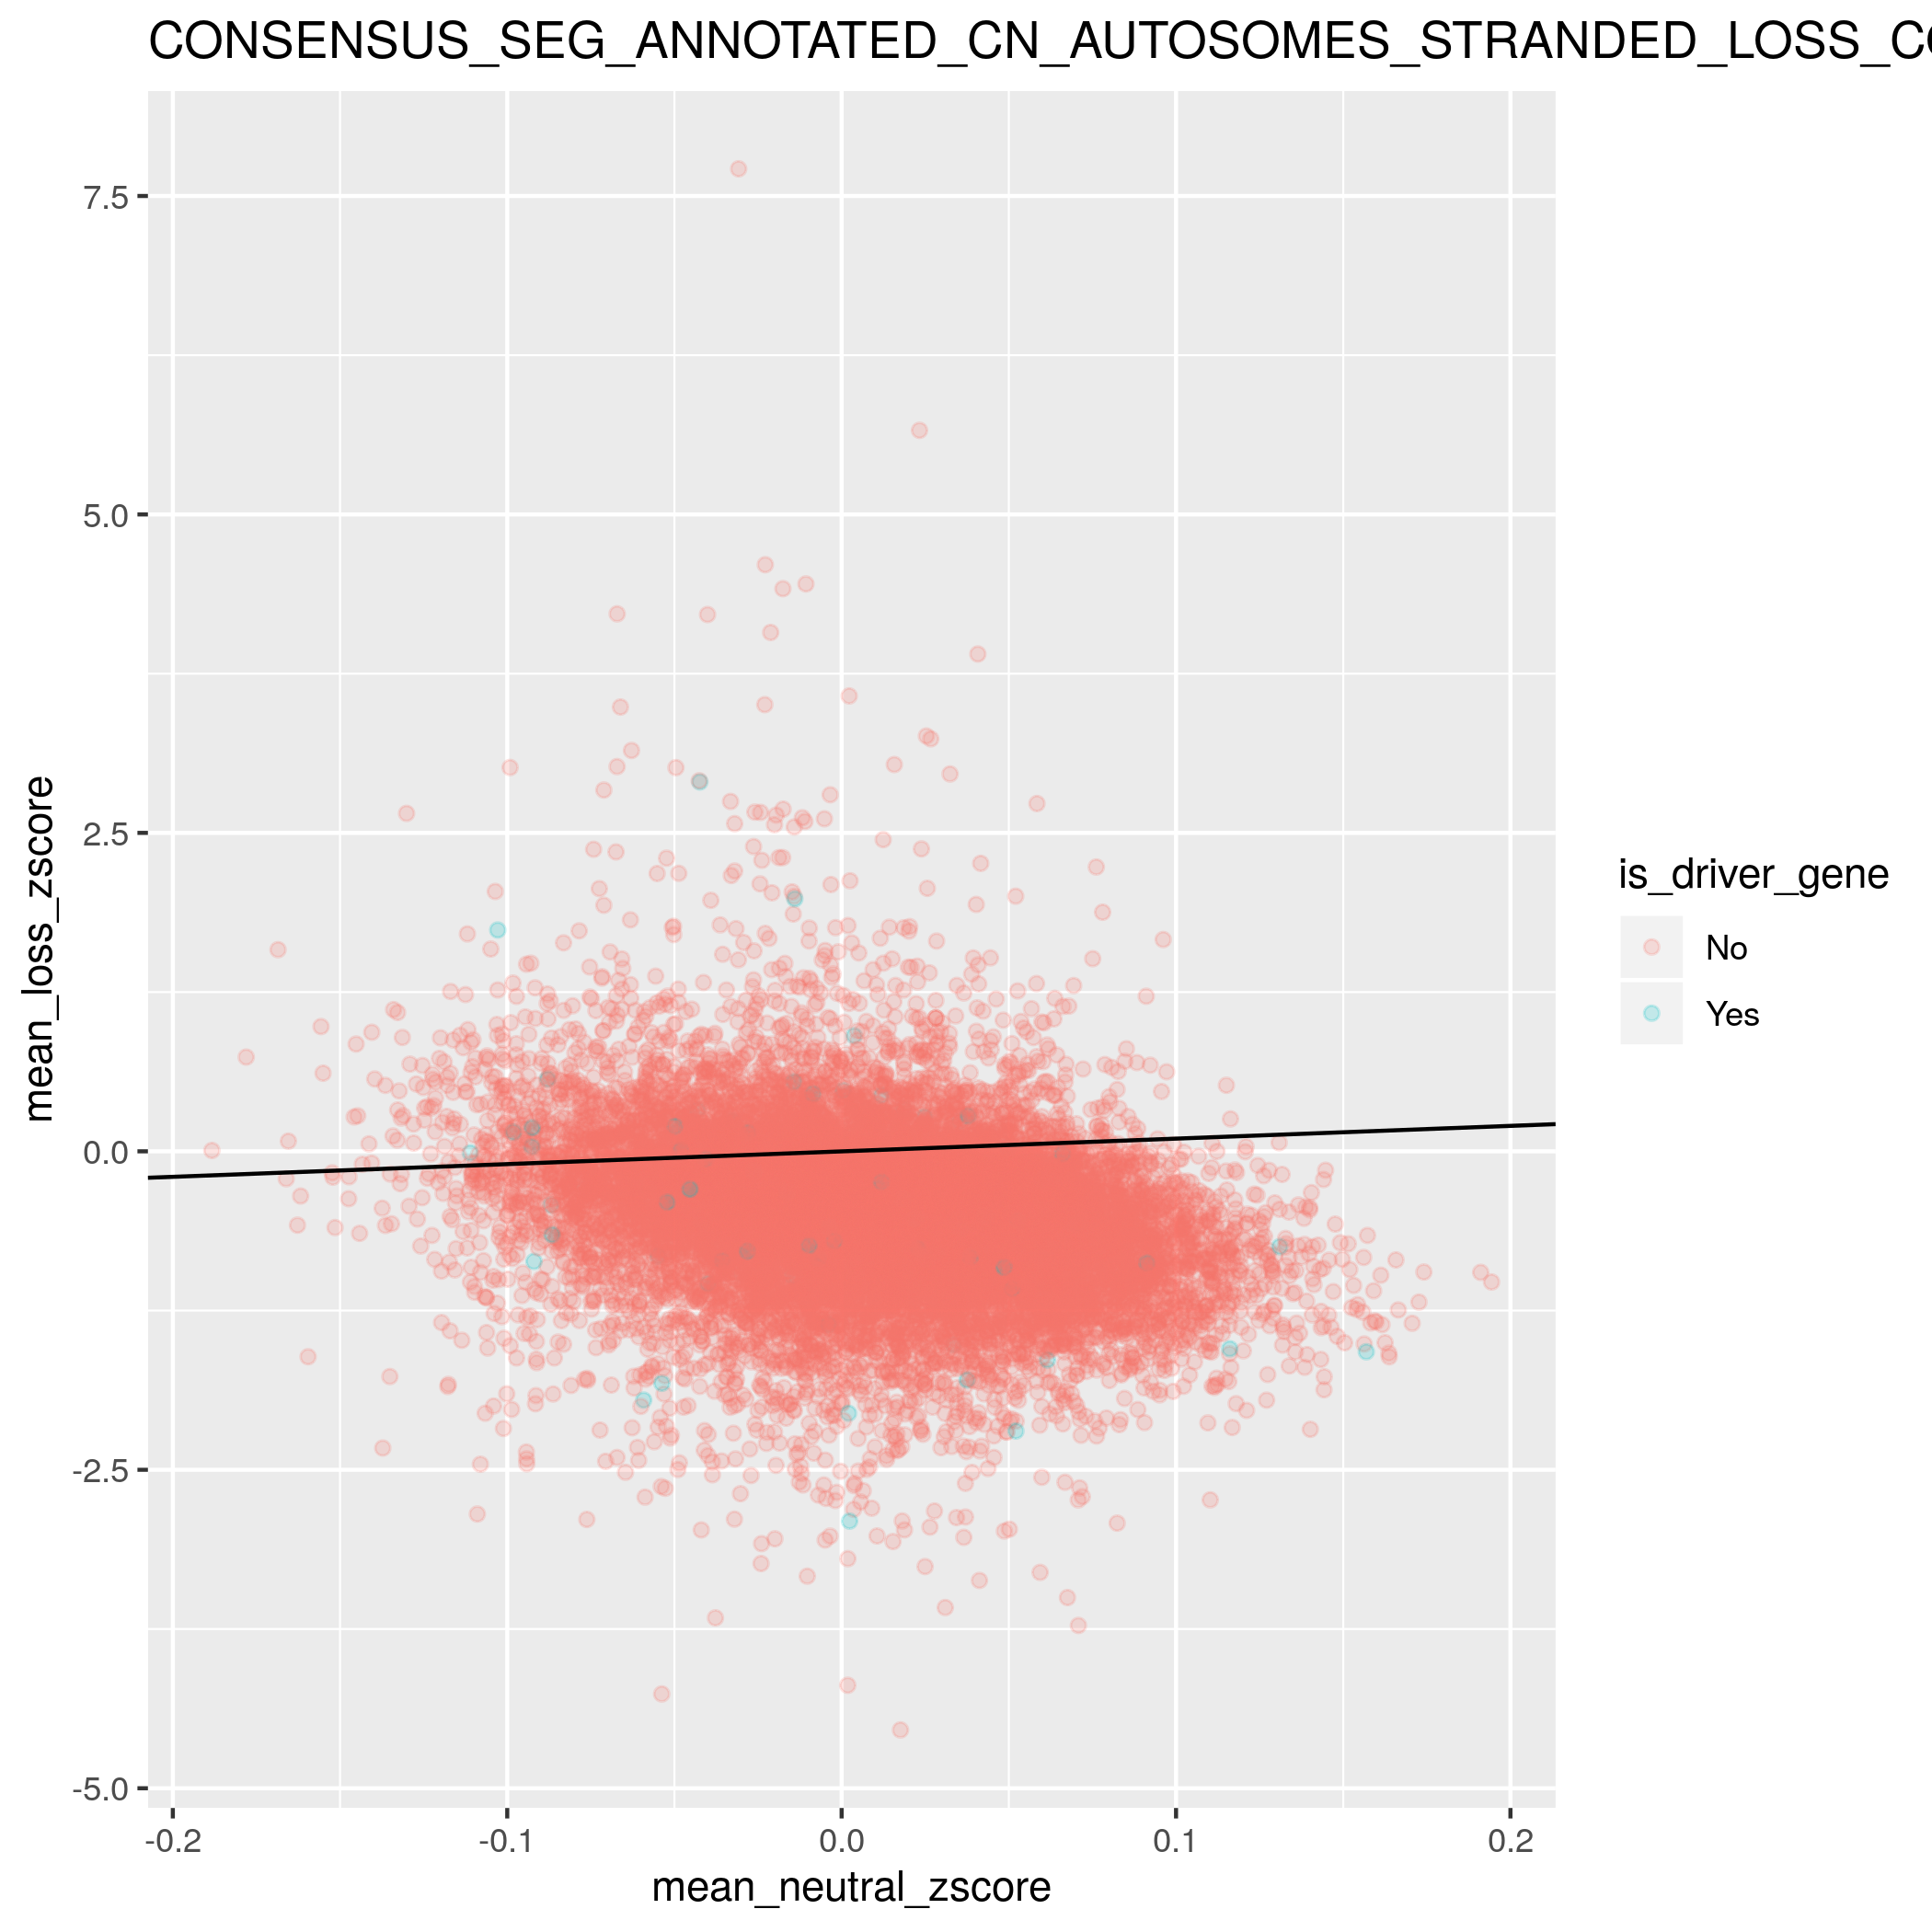 CONSENSUS_SEG_ANNOTATED_CN_AUTOSOMES_STRANDED_LOSS_C
7.5
5.0
2.5
0.0
-2.5
-5.0
mean_loss_zscore
-0.2
-0.1
0.0
0.1
0.2
mean_neutral_zscore
is_driver_gene
No
Yes